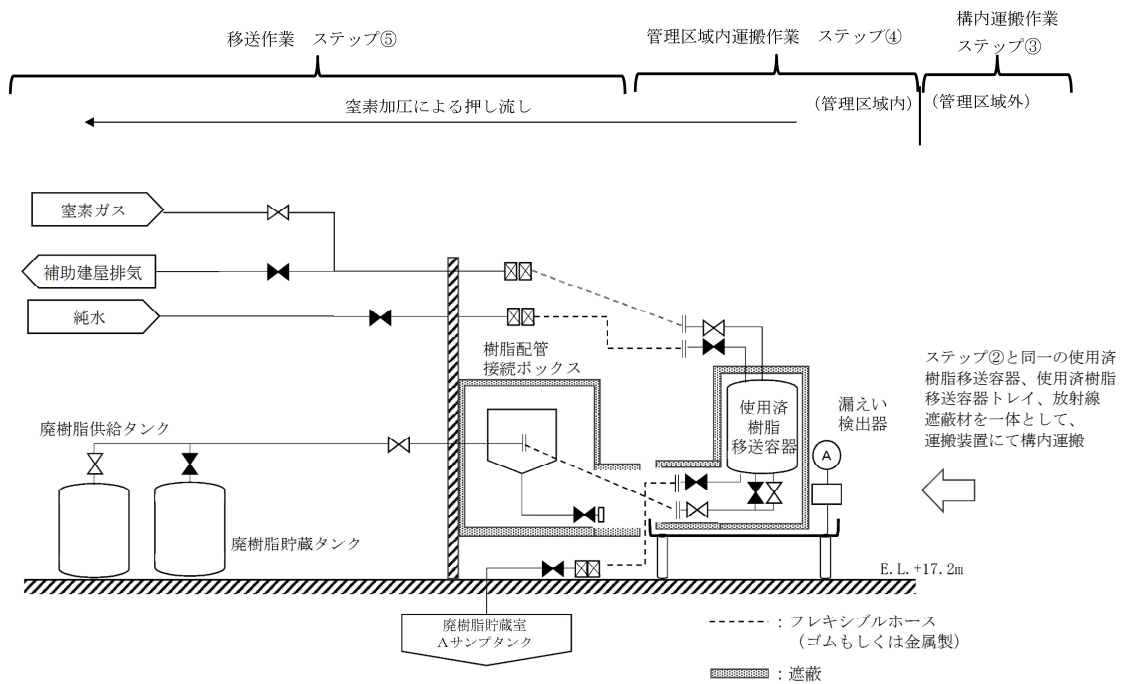 構内運搬作業
ステップ③
管理区域内運搬作業　ステップ④
移送作業　ステップ⑤
(管理区域内)
(管理区域外)
窒素加圧による押し流し
窒素ガス
補助建屋排気
純水
樹脂配管
接続ボックス
使用済
樹脂
移送容器
漏えい
検出器
A
ステップ②と同一の使用済
樹脂移送容器、使用済樹脂
移送容器トレイ、放射線
遮蔽材を一体として、
運搬装置にて構内運搬
廃樹脂供給タンク
廃樹脂貯蔵タンク
E.L.+17.2m
廃樹脂貯蔵室
Aサンプタンク
：フレキシブルホース
(ゴムもしくは金属製)
：遮蔽